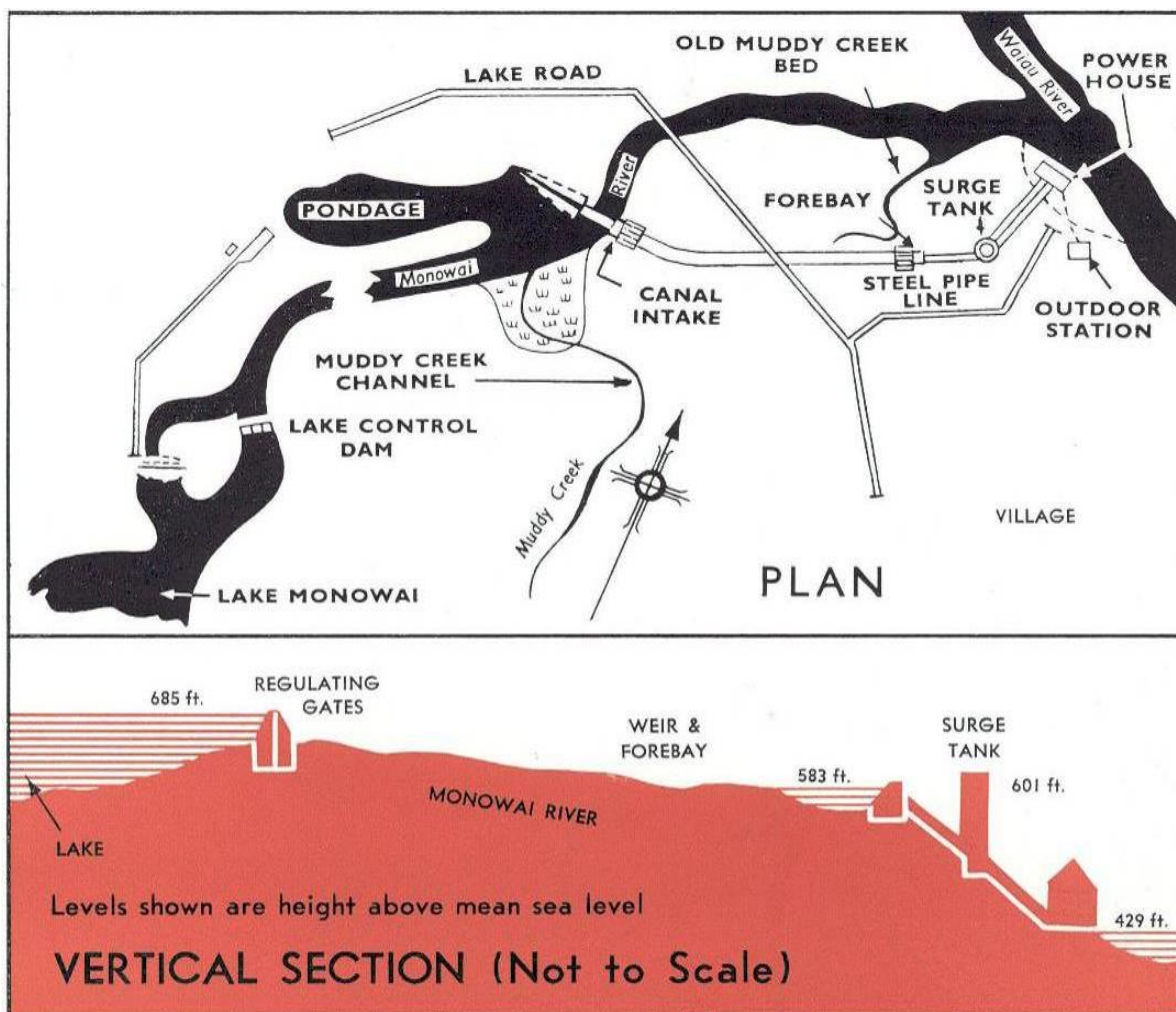 OLD MUDDY CREEK
BED
LAKE ROAD
Waiau River
POWER
HOUSE
River
PONDAGE
FOREBAY
SURGE
TANK
Monowai
STEEL PIPE
LINE
CANAL
INTAKE
OUTDOOR
STATION
MUDDY CREEK
CHANNEL
LAKE CONTROL
DAM
Muddy Creek
VILLAGE
PLAN
LAKE MONOWAI
685 ft.
REGULATING
GATES
WEIR &
FOREBAY
SURGE
TANK
583 ft.
601 ft.
MONOWAI RIVER
LAKE
Levels shown are height above mean sea level
429 ft.
VERTICAL SECTION (Not to Scale)